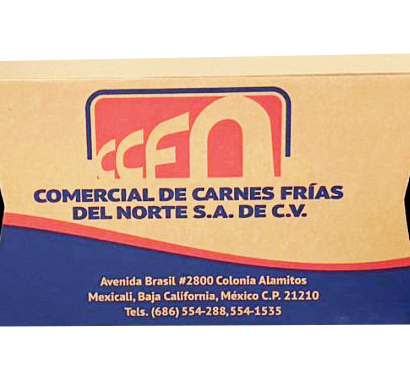 CCFN
COMERCIAL DE CARNES FRÍAS
DEL NORTE S.A. DE C.V.
Avenida Brasil #2800 Colonia Alamitos
Mexicali, Baja California, México C.P. 21210
Tels. (686) 554-288, 554-1535